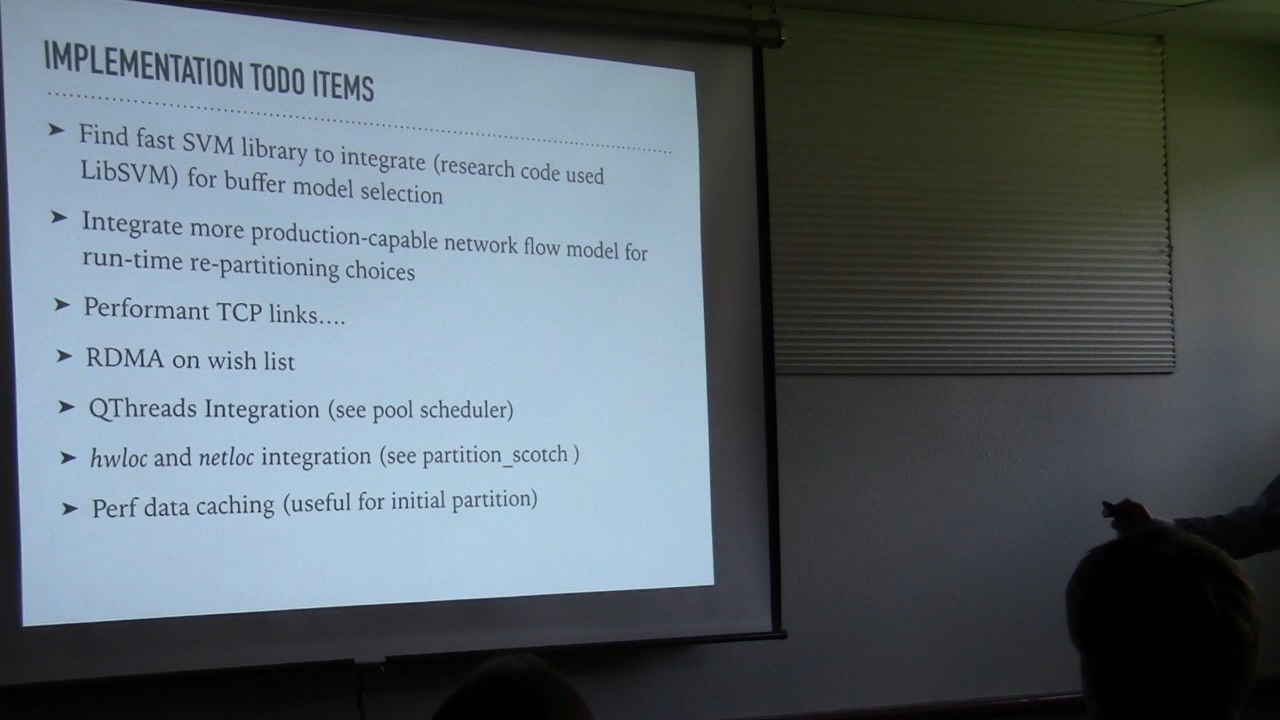 IMPLEMENTATION TODO ITEMS
➤ Find fast SVM library to integrate (research code used
LibSVM) for buffer model selection
➤ Integrate more production-capable network flow model for
run-time re-partitioning choices
➤ Performant TCP links....
➤ RDMA on wish list
➤ QThreads Integration (see pool scheduler)
➤ hwloc and netloc integration (see partition_scotch )
➤ Perf data caching (useful for initial partition)